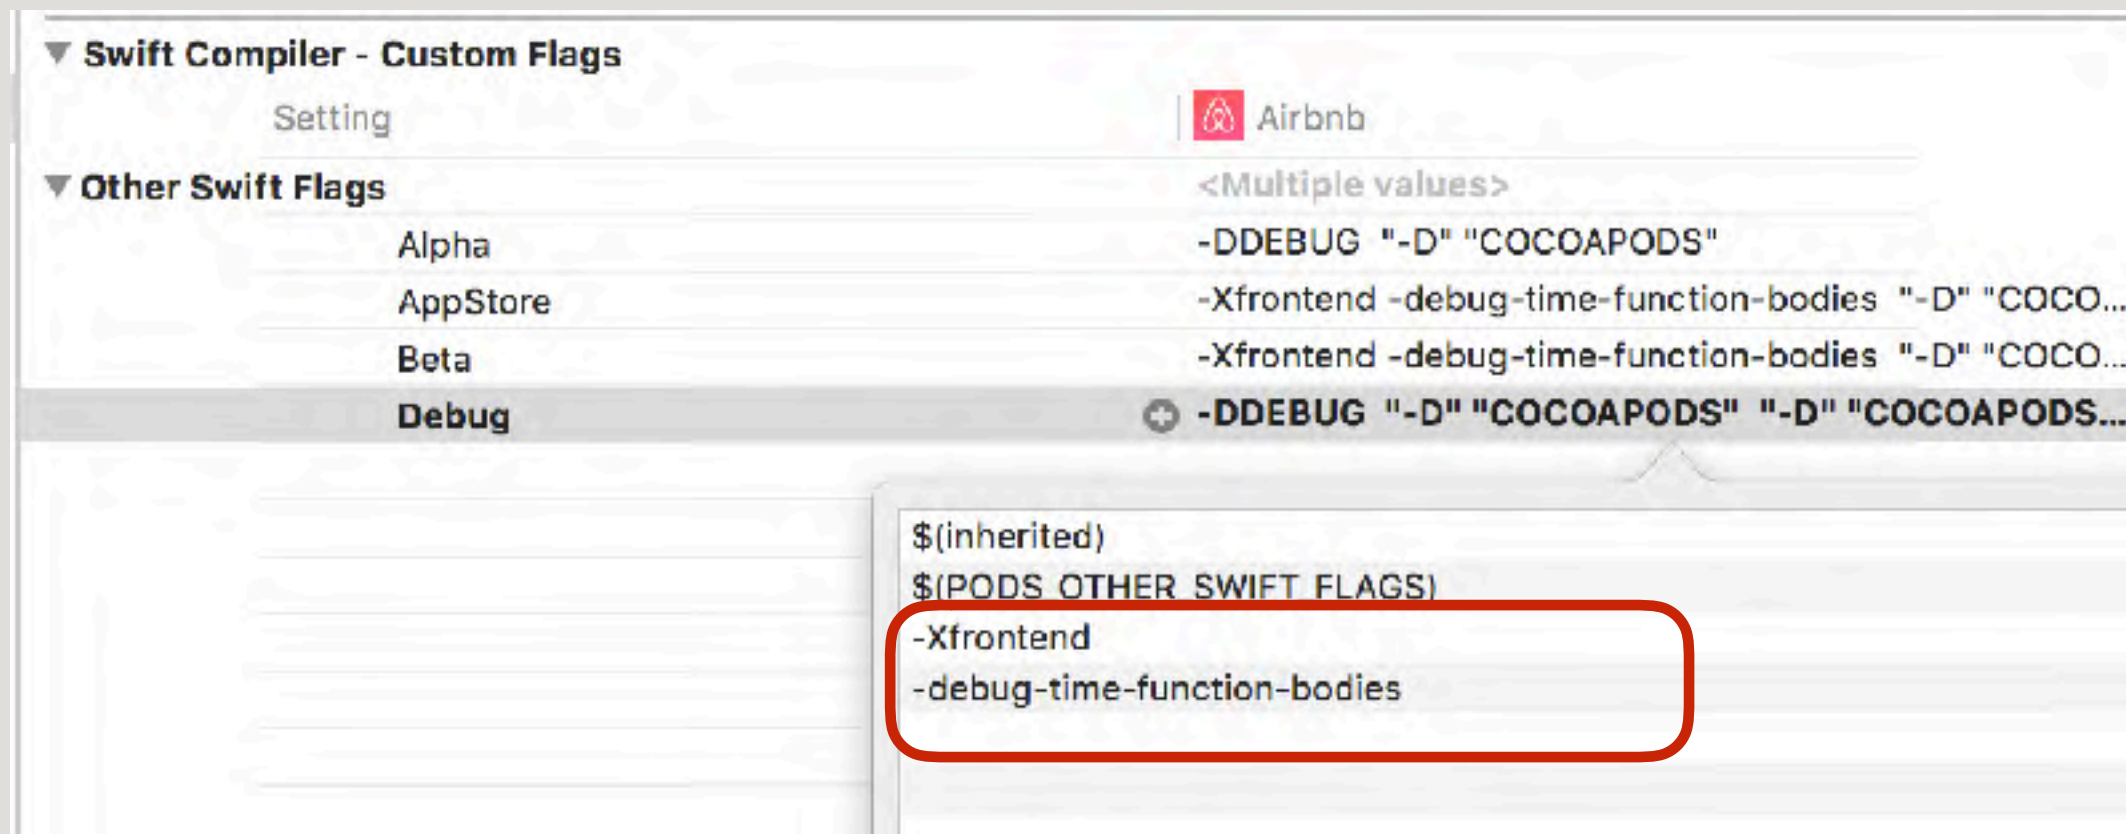 Swift Compiler - Custom Flags
Setting Airbnb
Other Swift Flags <Multiple values>
Alpha -DDEBUG "-D" "COCOAPODS"
AppStore -Xfrontend -debug-time-function-bodies "-D" "COCO...
Beta -Xfrontend -debug-time-function-bodies "-D" "COCO...
Debug -DDEBUG "-D" "COCOAPODS" "-D" "COCOAPODS...
$(inherited)
$(PODS_OTHER_SWIFT_FLAGS)
-Xfrontend
-debug-time-function-bodies